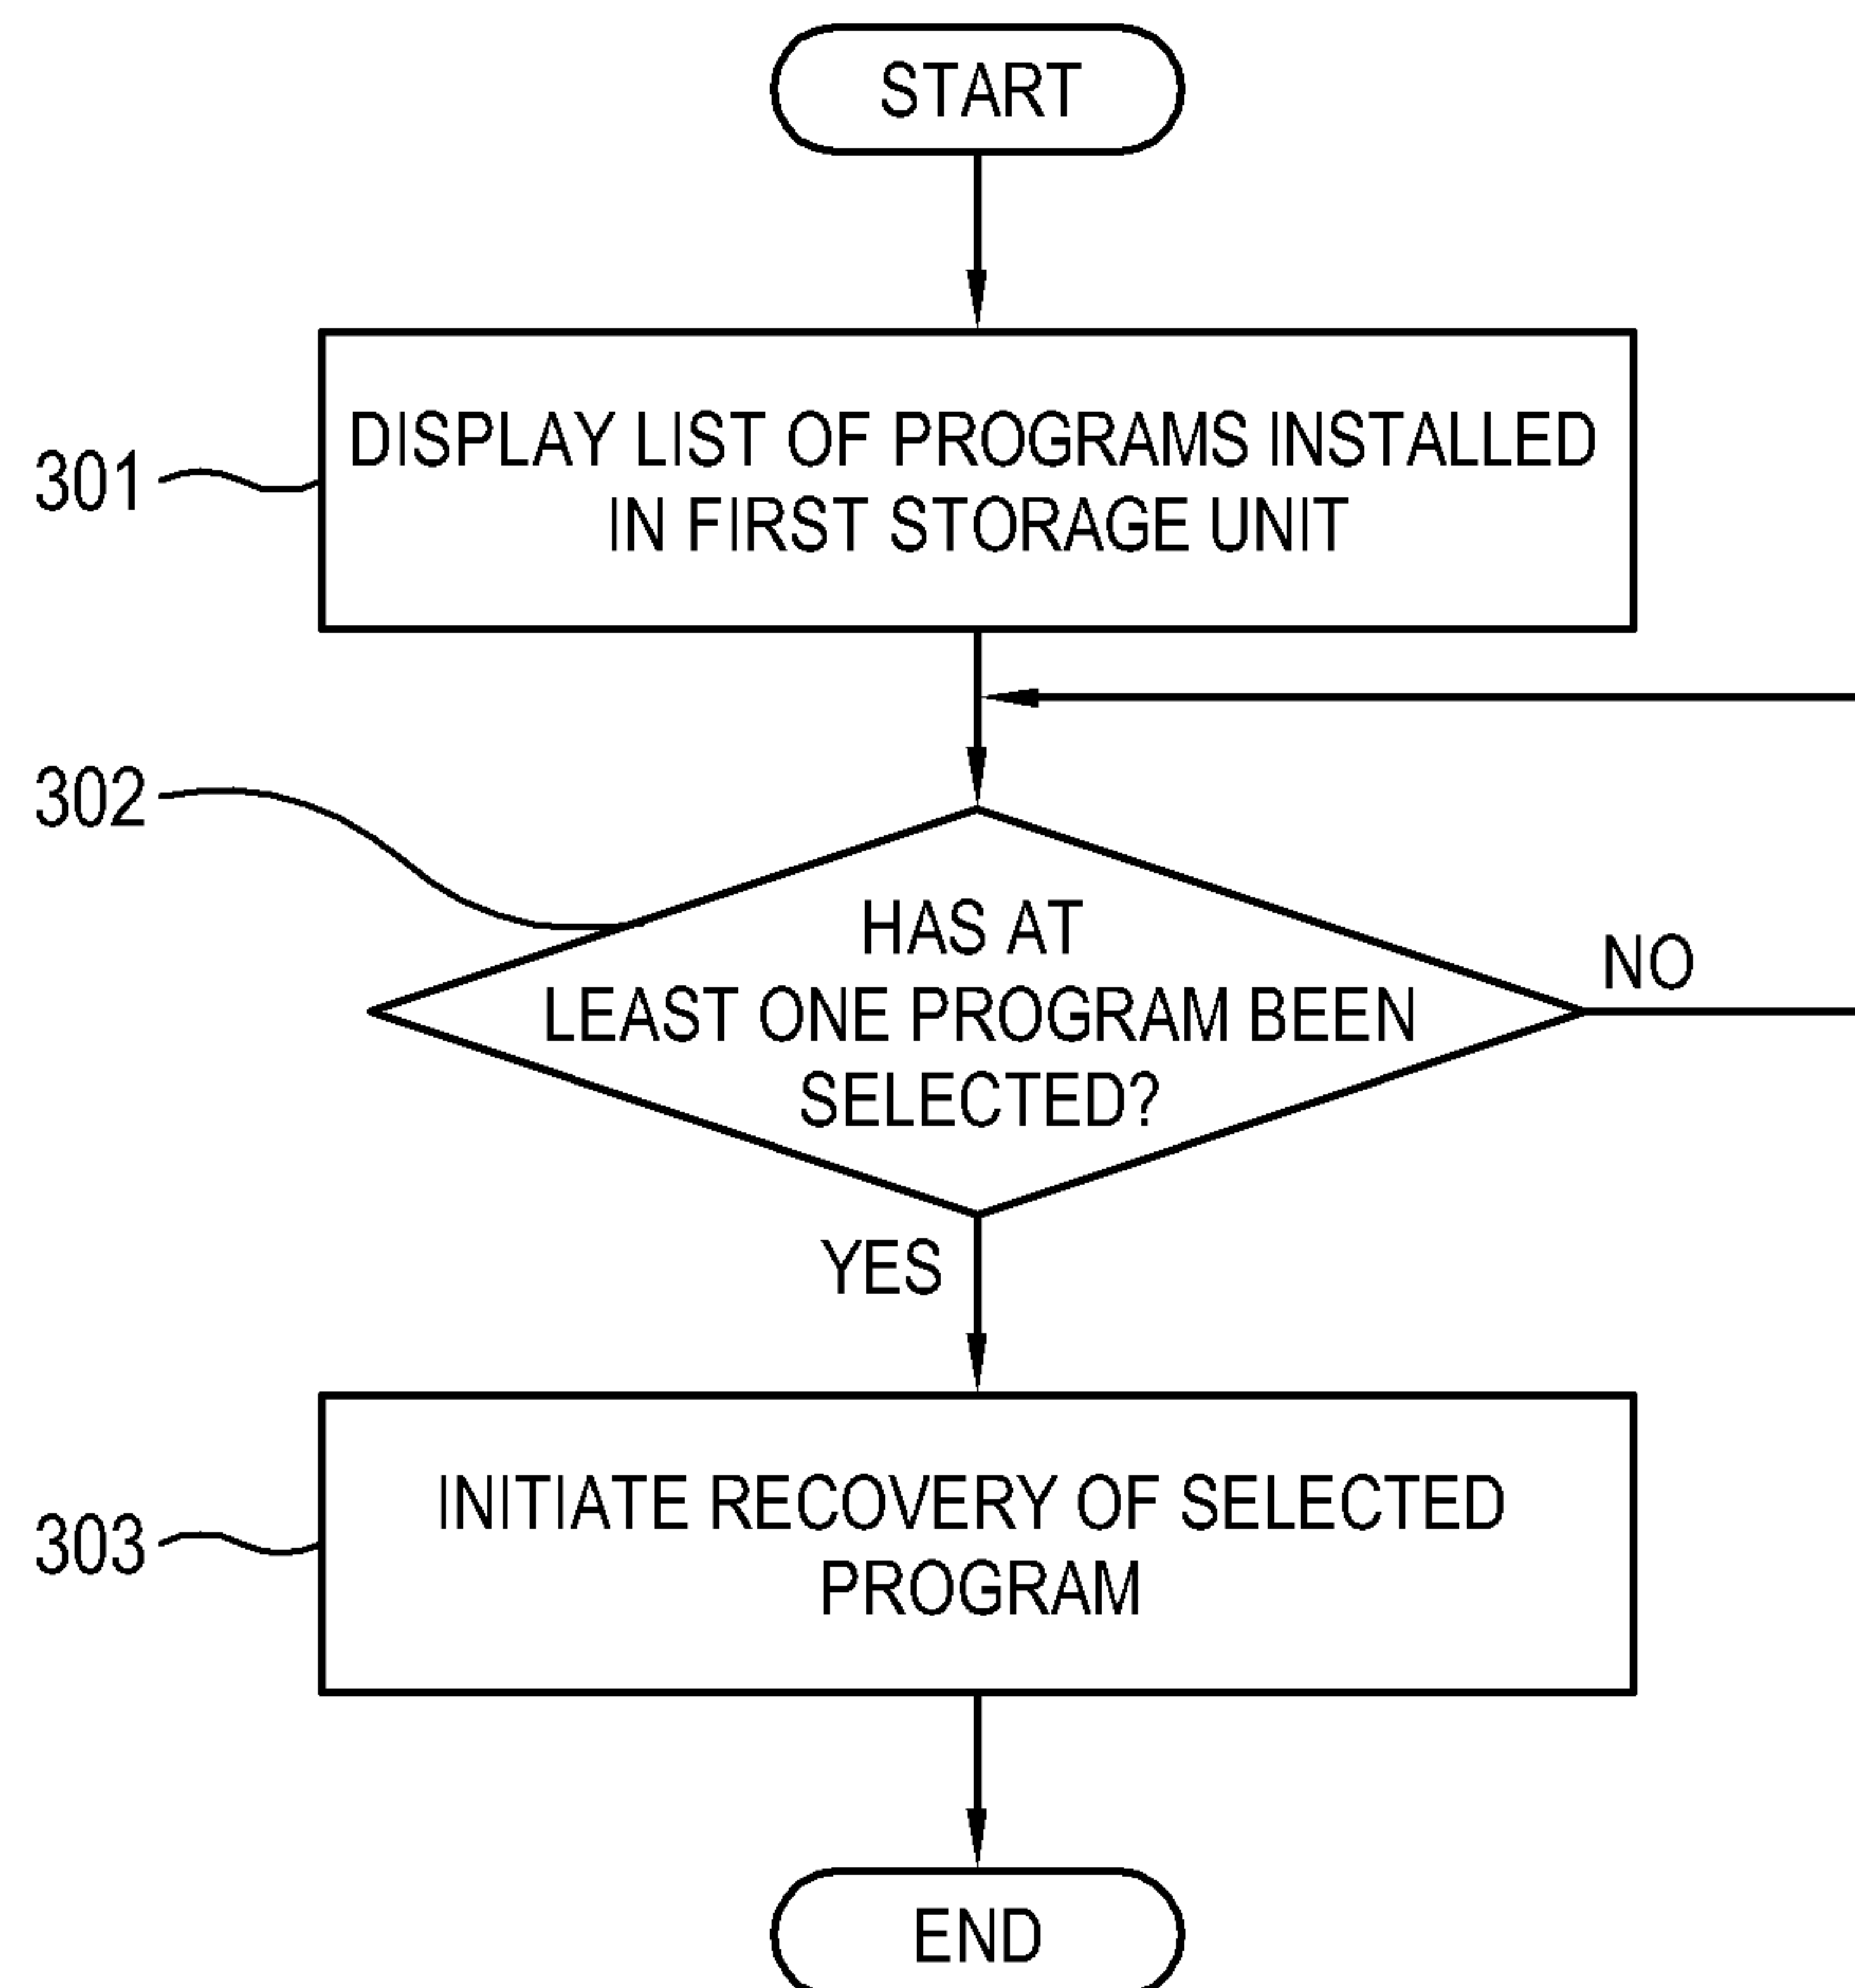 START
301
DISPLAY LIST OF PROGRAMS INSTALLED
IN FIRST STORAGE UNIT
302
HAS AT
LEAST ONE PROGRAM BEEN
SELECTED?
NO
YES
303
INITIATE RECOVERY OF SELECTED
PROGRAM
END